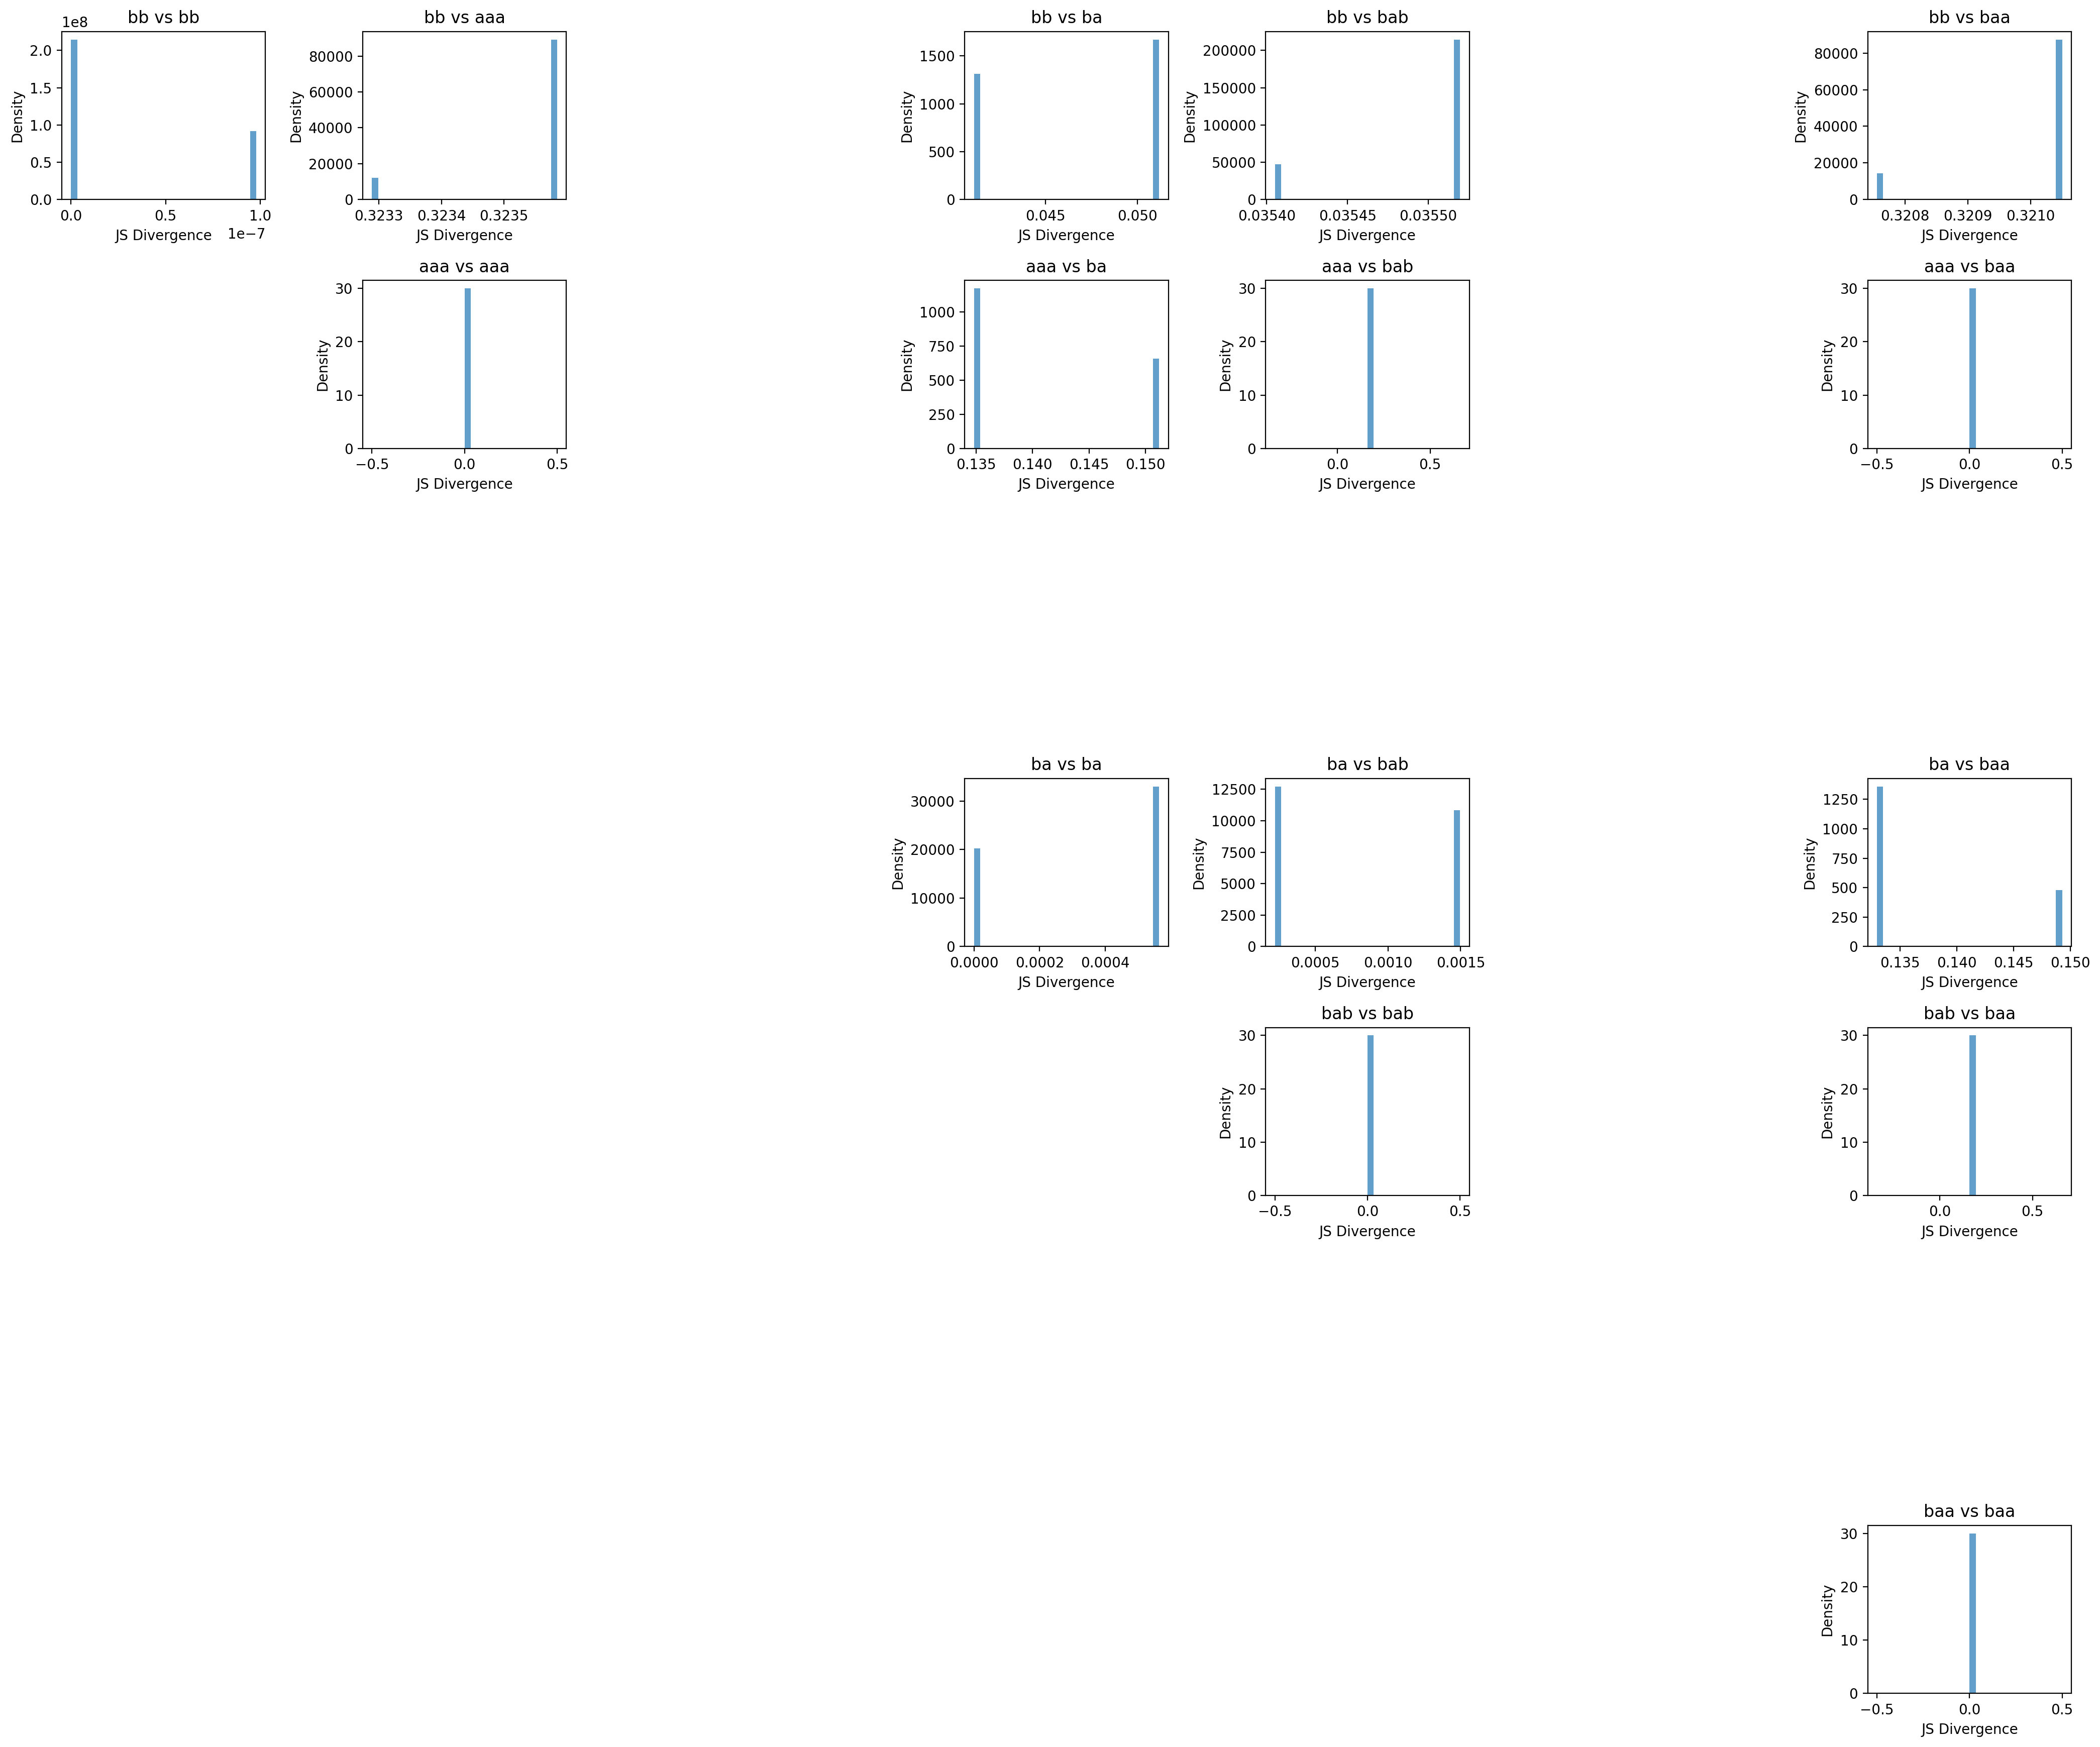 bb vs bb
1e8
2.0
1.5
1.0
0.5
0.0
Density
0.0 0.5 1.0
JS Divergence 1e−7
bb vs aaa
80000
60000
40000
20000
0
Density
0.3233 0.3234 0.3235
JS Divergence
bb vs ba
1500
1000
500
0
Density
0.045 0.050
JS Divergence
bb vs bab
200000
150000
100000
50000
0
Density
0.03540 0.03545 0.03550
JS Divergence
bb vs baa
80000
60000
40000
20000
0
Density
0.3208 0.3209 0.3210
JS Divergence
aaa vs aaa
30
20
10
0
Density
−0.5 0.0 0.5
JS Divergence
aaa vs ba
1000
750
500
250
0
Density
0.135 0.140 0.145 0.150
JS Divergence
aaa vs bab
30
20
10
0
Density
0.0 0.5
JS Divergence
aaa vs baa
30
20
10
0
Density
−0.5 0.0 0.5
JS Divergence
ba vs ba
30000
20000
10000
0
Density
0.0000 0.0002 0.0004
JS Divergence
ba vs bab
12500
10000
7500
5000
2500
0
Density
0.0005 0.0010 0.0015
JS Divergence
ba vs baa
1250
1000
750
500
250
0
Density
0.135 0.140 0.145 0.150
JS Divergence
bab vs bab
30
20
10
0
Density
−0.5 0.0 0.5
JS Divergence
bab vs baa
30
20
10
0
Density
0.0 0.5
JS Divergence
baa vs baa
30
20
10
0
Density
−0.5 0.0 0.5
JS Divergence